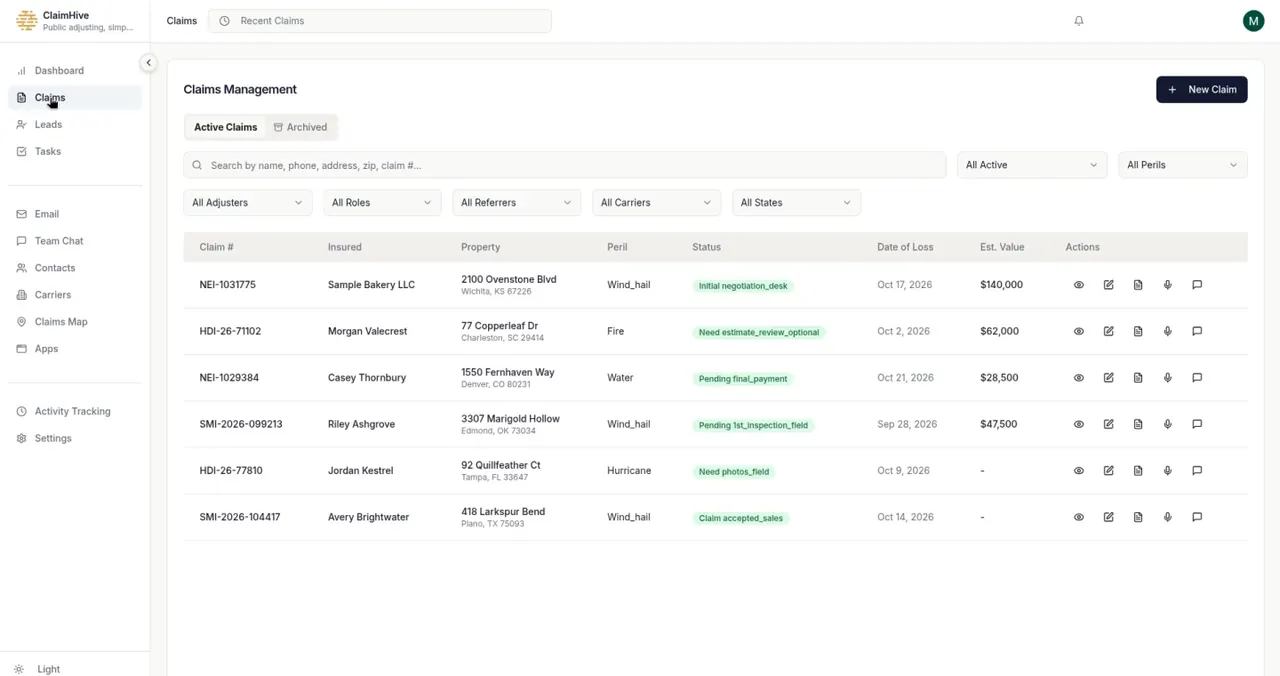 ClaimHive
Public adjusting, simp...
Claims
Recent Claims
M
Dashboard
Claims
Leads
Tasks
Email
Team Chat
Contacts
Carriers
Claims Map
Apps
Activity Tracking
Settings
Light
Claims Management
+ New Claim
Active Claims
Archived
Search by name, phone, address, zip, claim #...
All Active
All Perils
All Adjusters
All Roles
All Referrers
All Carriers
All States
Claim # Insured Property Peril Status Date of Loss Est. Value Actions
NEI-1031775 Sample Bakery LLC 2100 Ovenstone Blvd Wind_hail Initial negotiation_desk Oct 17, 2026 $140,000
Wichita, KS 67226
HDI-26-71102 Morgan Valecrest 77 Copperleaf Dr Fire Need estimate_review_optional Oct 2, 2026 $62,000
Charleston, SC 29414
NEI-1029384 Casey Thornbury 1550 Fernhaven Way Water Pending final_payment Oct 21, 2026 $28,500
Denver, CO 80231
SMI-2026-099213 Riley Ashgrove 3307 Marigold Hollow Wind_hail Pending 1st_inspection_field Sep 28, 2026 $47,500
Edmond, OK 73034
HDI-26-77810 Jordan Kestrel 92 Quillfeather Ct Hurricane Need photos_field Oct 9, 2026 -
Tampa, FL 33647
SMI-2026-104417 Avery Brightwater 418 Larkspur Bend Wind_hail Claim accepted_sales Oct 14, 2026 -
Plano, TX 75093